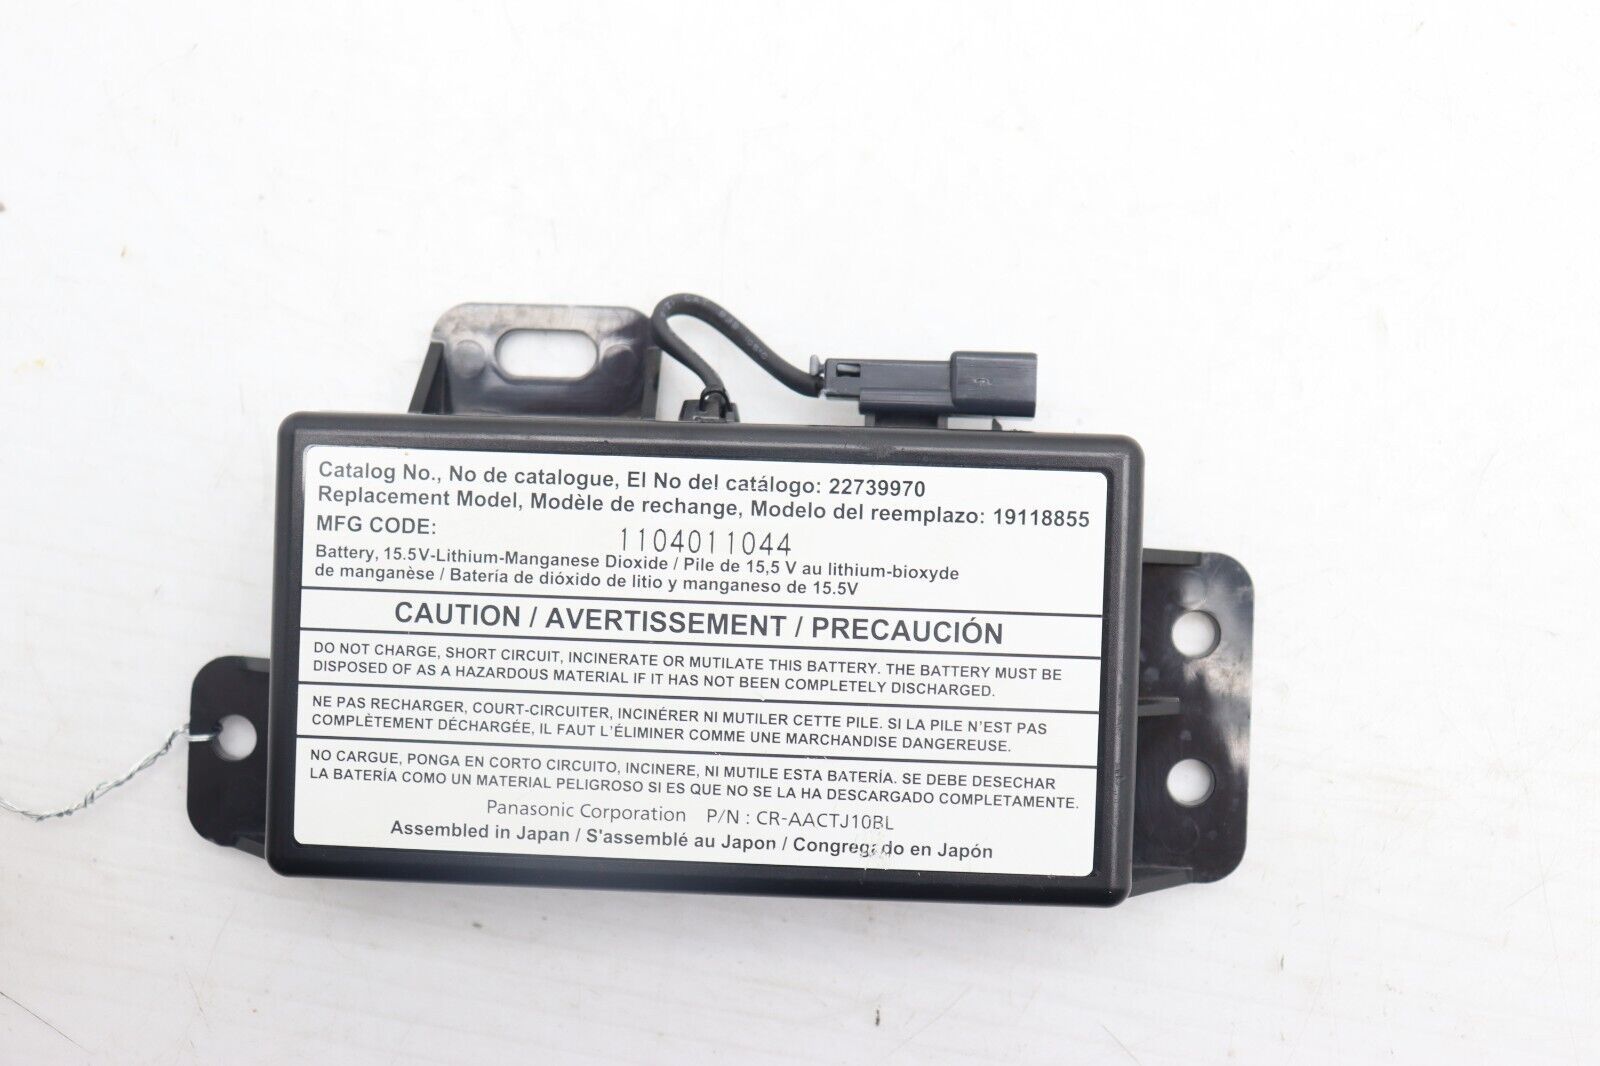 Catalog No., No de catalogue, El No del catálogo: 22739970
Replacement Model, Modèle de rechange, Modelo del reemplazo: 19118855
MFG CODE:
1104011044
Battery, 15.5V-Lithium-Manganese Dioxide / Pile de 15,5 V au lithium-bioxyde
de manganèse / Batería de dióxido de litio y manganeso de 15.5V
CAUTION / AVERTISSEMENT / PRECAUCIÓN
DO NOT CHARGE, SHORT CIRCUIT, INCINERATE OR MUTILATE THIS BATTERY. THE BATTERY MUST BE
DISPOSED OF AS A HAZARDOUS MATERIAL IF IT HAS NOT BEEN COMPLETELY DISCHARGED.
NE PAS RECHARGER, COURT-CIRCUITER, INCINÉRER NI MUTILER CETTE PILE. SI LA PILE N'EST PAS
COMPLÈTEMENT DÉCHARGÉE, IL FAUT L'ÉLIMINER COMME UNE MARCHANDISE DANGEREUSE.
NO CARGUE, PONGA EN CORTO CIRCUITO, INCINERE, NI MUTILE ESTA BATERÍA. SE DEBE DESECHAR
LA BATERÍA COMO UN MATERIAL PELIGROSO SI ES QUE NO SE LA HA DESCARGADO COMPLETAMENTE.
Panasonic Corporation P/N : CR-AACTJ10BL
Assembled in Japan / S'assemblé au Japon / Congregado en Japón